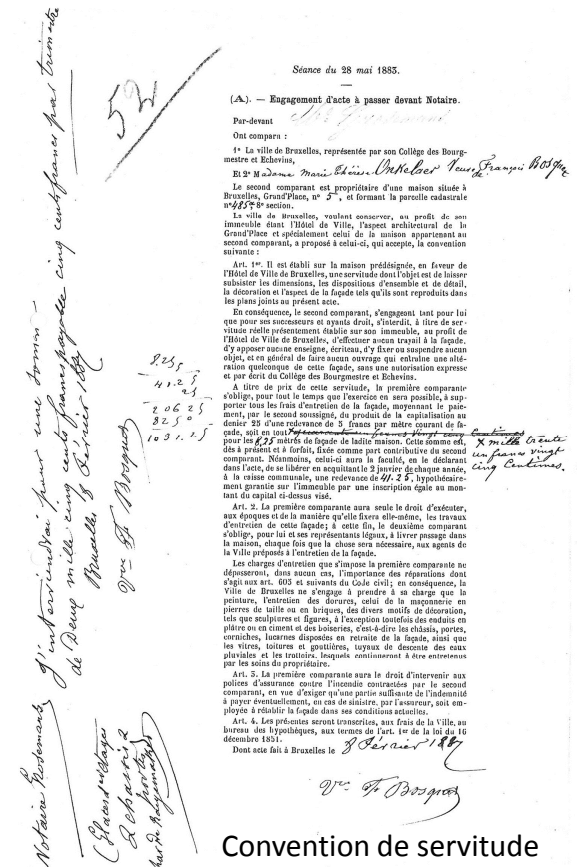 52
Séance du 28 mai 1883.
(A.) — Engagement d'acte à passer devant Notaire.
Par-devant
Ont comparu :
1° La ville de Bruxelles, représentée par son Collège des Bourg-
mestre et Echevins,
Et 2° Madame Marie Thérèse Onkelaer Veuve François Bosquet
Le second comparant est propriétaire d'une maison située à
Bruxelles, Grand'Place, n° 5, et formant la parcelle cadastrale
n° 485 8e section.
La ville de Bruxelles, voulant conserver, au profit de son
immeuble étant l'Hôtel de Ville, l'aspect architectural de la
Grand'Place et spécialement celui de la maison appartenant au
second comparant, a proposé à celui-ci, qui accepte, la convention
suivante :
Art. 1er. Il est établi sur la maison prédésignée, en faveur de
l'Hôtel de Ville de Bruxelles, une servitude dont l'objet est de laisser
subsister les dimensions, les dispositions d'ensemble et de détail,
la décoration et l'aspect de la façade tels qu'ils sont reproduits dans
les plans joints au présent acte.
En conséquence, le second comparant, s'engageant tant pour lui
que pour ses successeurs et ayants droit, s'interdit, à titre de ser-
vitude réelle présentement établie sur son immeuble, au profit de
l'Hôtel de Ville de Bruxelles, d'effectuer aucun travail à la façade,
d'y apposer aucune enseigne, écriteau, d'y fixer ou suspendre aucun
objet, et en général de faire aucun ouvrage qui entraîne une alté-
ration quelconque de cette façade, sans une autorisation expresse
et par écrit du Collège des Bourgmestre et Echevins.
A titre de prix de cette servitude, la première comparante
s'oblige, pour tout le temps que l'exercice en sera possible, à sup-
porter tous les frais d'entretien de la façade, moyennant le paie-
ment, par le second soussigné, du produit de la capitalisation au
denier 25 d'une redevance de 5 francs par mètre courant de fa-
çade, soit en tout francs vingt cinq Centimes
pour les 8,25 mètres de façade de ladite maison. Cette somme est,
dès à présent et à forfait, fixée comme part contributive du second
comparant. Néanmoins, celui-ci aura la faculté, en le déclarant
dans l'acte, de se libérer en acquittant le 2 janvier de chaque année,
à la caisse communale, une redevance de 41.25, hypothécaire-
ment garantie sur l'immeuble par une inscription égale au mon-
tant du capital ci-dessus visé.
X mille trente
un francs vingt
cinq Centimes.
Art. 2. La première comparante aura seule le droit d'exécuter,
aux époques et de la manière qu'elle fixera elle-même, les travaux
d'entretien de cette façade; à cette fin, le deuxième comparant
s'oblige, pour lui et ses représentants légaux, à livrer passage dans
la maison, chaque fois que la chose sera nécessaire, aux agents de
la Ville préposés à l'entretien de la façade.
Les charges d'entretien que s'impose la première comparante ne
dépasseront, dans aucun cas, l'importance des réparations dont
s'agit aux art. 605 et suivants du Code civil; en conséquence, la
Ville de Bruxelles ne s'engage à prendre à sa charge que la
peinture, l'entretien des dorures, celui de la maçonnerie en
pierres de taille ou en briques, des divers motifs de décoration,
tels que sculptures et figures, à l'exception toutefois des enduits en
plâtre ou en ciment et des boiseries, c'est-à-dire les châssis, portes,
corniches, lucarnes disposées en retraite de la façade, ainsi que
les vitres, toitures et gouttières, tuyaux de descente des eaux
pluviales et les trottoirs, lesquels continueront à être entretenus
par les soins du propriétaire.
Art. 3. La première comparante aura le droit d'intervenir aux
polices d'assurance contre l'incendie contractées par le second
comparant, en vue d'exiger qu'une partie suffisante de l'indemnité
à payer éventuellement, en cas de sinistre, par l'assureur, soit em-
ployée à rétablir la façade dans ses conditions actuelles.
Art. 4. Les présentes seront transcrites, aux frais de la Ville, au
bureau des hypothèques, aux termes de l'art. 1er de la loi du 16
décembre 1851.
Dont acte fait à Bruxelles le 8 Février 1887
Vve Fr Bosquet
J'interviendrai pour une somme
de Deux mille cinq cents francs payable cinq cents francs par trimestre
Bruxelles 8 Février 1887
Vve Fr Bosquet
8.25
41.25
25
206 25
825 0
1031.25
Notaire
2 chassis
porte
Convention de servitude